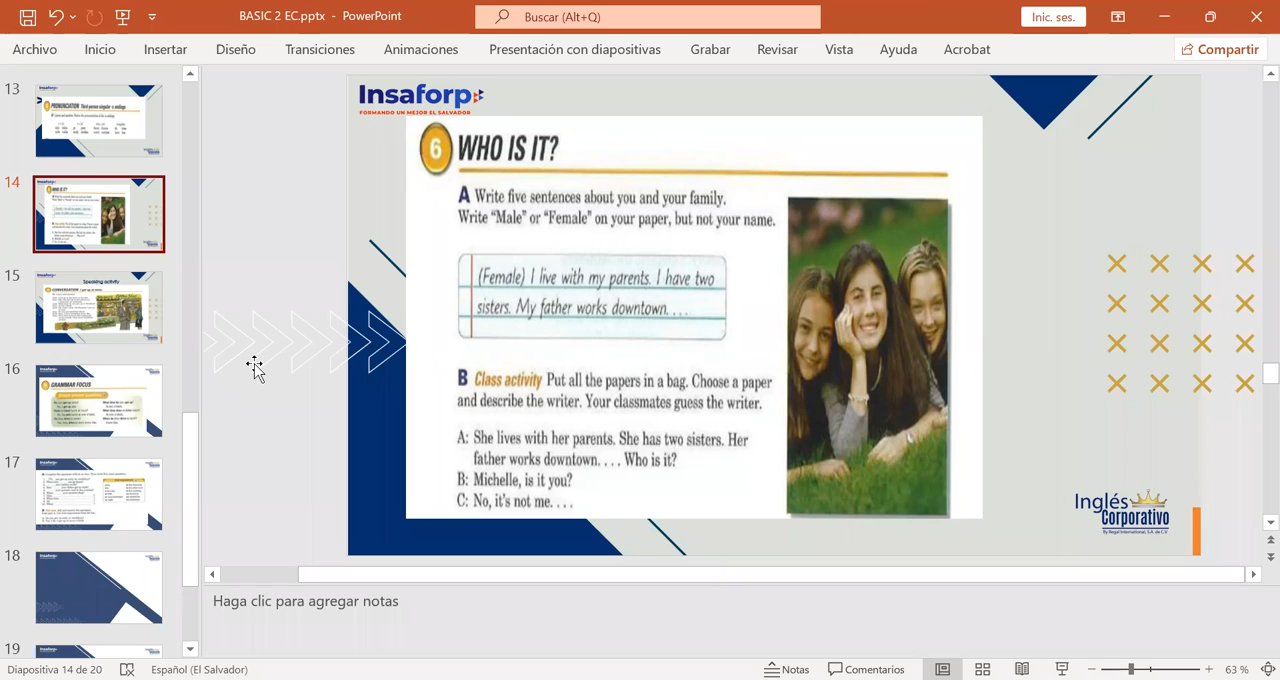 BASIC 2 EC.pptx - PowerPoint
Buscar (Alt+Q)
Inic. ses.
Archivo Inicio Insertar Diseño Transiciones Animaciones Presentación con diapositivas Grabar Revisar Vista Ayuda Acrobat Compartir
13
PRONUNCIATION Third-person singular -s endings
14
WHO IS IT?
15
Speaking activity
CONVERSATION
16
GRAMMAR FOCUS
17
18
19
Insaforp
FORMANDO UN MEJOR EL SALVADOR
6 WHO IS IT?
A Write five sentences about you and your family.
Write “Male” or “Female” on your paper, but not your name.
(Female) I live with my parents. I have two
sisters. My father works downtown. . . .
B Class activity Put all the papers in a bag. Choose a paper
and describe the writer. Your classmates guess the writer.
A: She lives with her parents. She has two sisters. Her
father works downtown. . . . Who is it?
B: Michelle, is it you?
C: No, it's not me. . . .
Inglés
Corporativo
By Regal International, S.A. de C.V.
Haga clic para agregar notas
Diapositiva 14 de 20 Español (El Salvador) Notas Comentarios 63 %